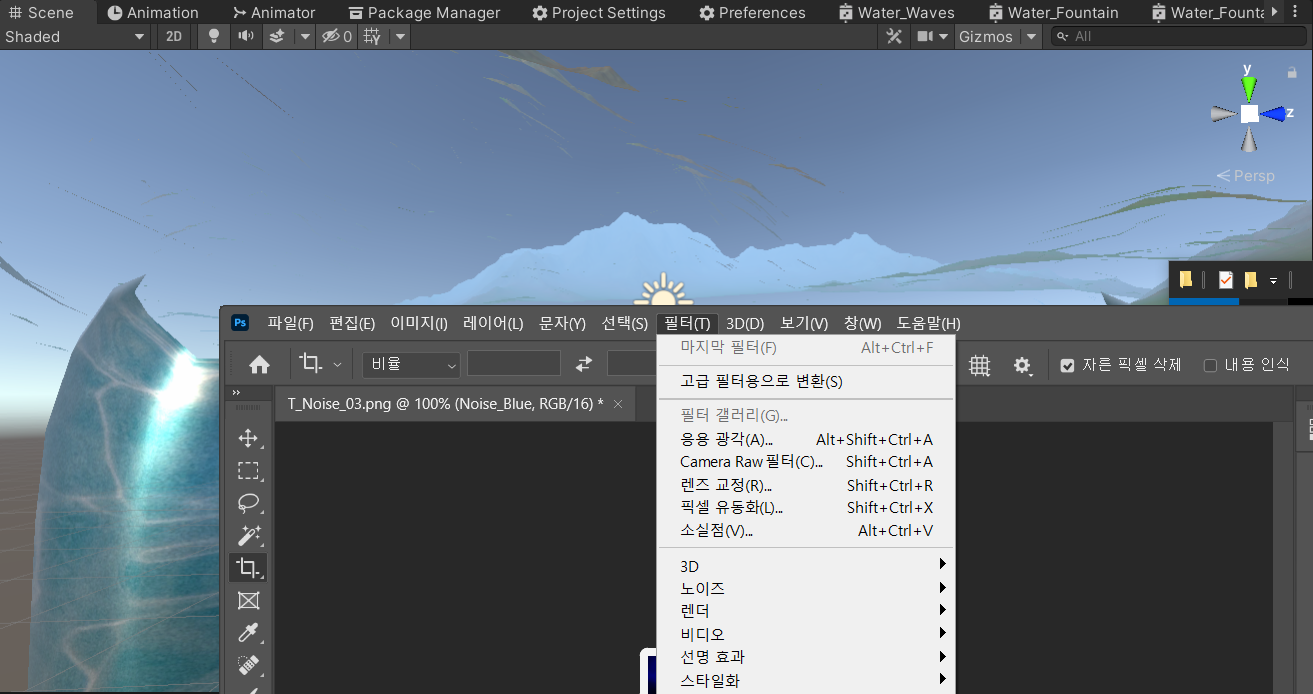 Scene Animation Animator Package Manager Project Settings Preferences Water_Waves Water_Fountain Water_Founta
Shaded 2D 0 Gizmos All
y
z
Persp
Ps 파일(F) 편집(E) 이미지(I) 레이어(L) 문자(Y) 선택(S) 필터(T) 3D(D) 보기(V) 창(W) 도움말(H)
비율 자른 픽셀 삭제 내용 인식
T_Noise_03.png @ 100% (Noise_Blue, RGB/16) *
마지막 필터(F) Alt+Ctrl+F
고급 필터용으로 변환(S)
필터 갤러리(G)...
응용 광각(A)... Alt+Shift+Ctrl+A
Camera Raw 필터(C)... Shift+Ctrl+A
렌즈 교정(R)... Shift+Ctrl+R
픽셀 유동화(L)... Shift+Ctrl+X
소실점(V)... Alt+Ctrl+V
3D
노이즈
렌더
비디오
선명 효과
스타일화